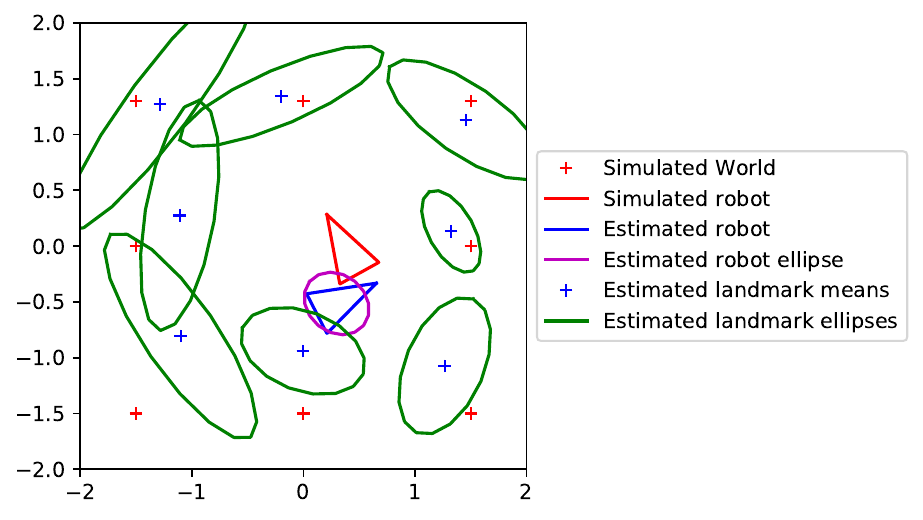 2.0
1.5
1.0
0.5
0.0
−0.5
−1.0
−1.5
−2.0
−2
−1
0
1
2
Simulated World
Simulated robot
Estimated robot
Estimated robot ellipse
Estimated landmark means
Estimated landmark ellipses